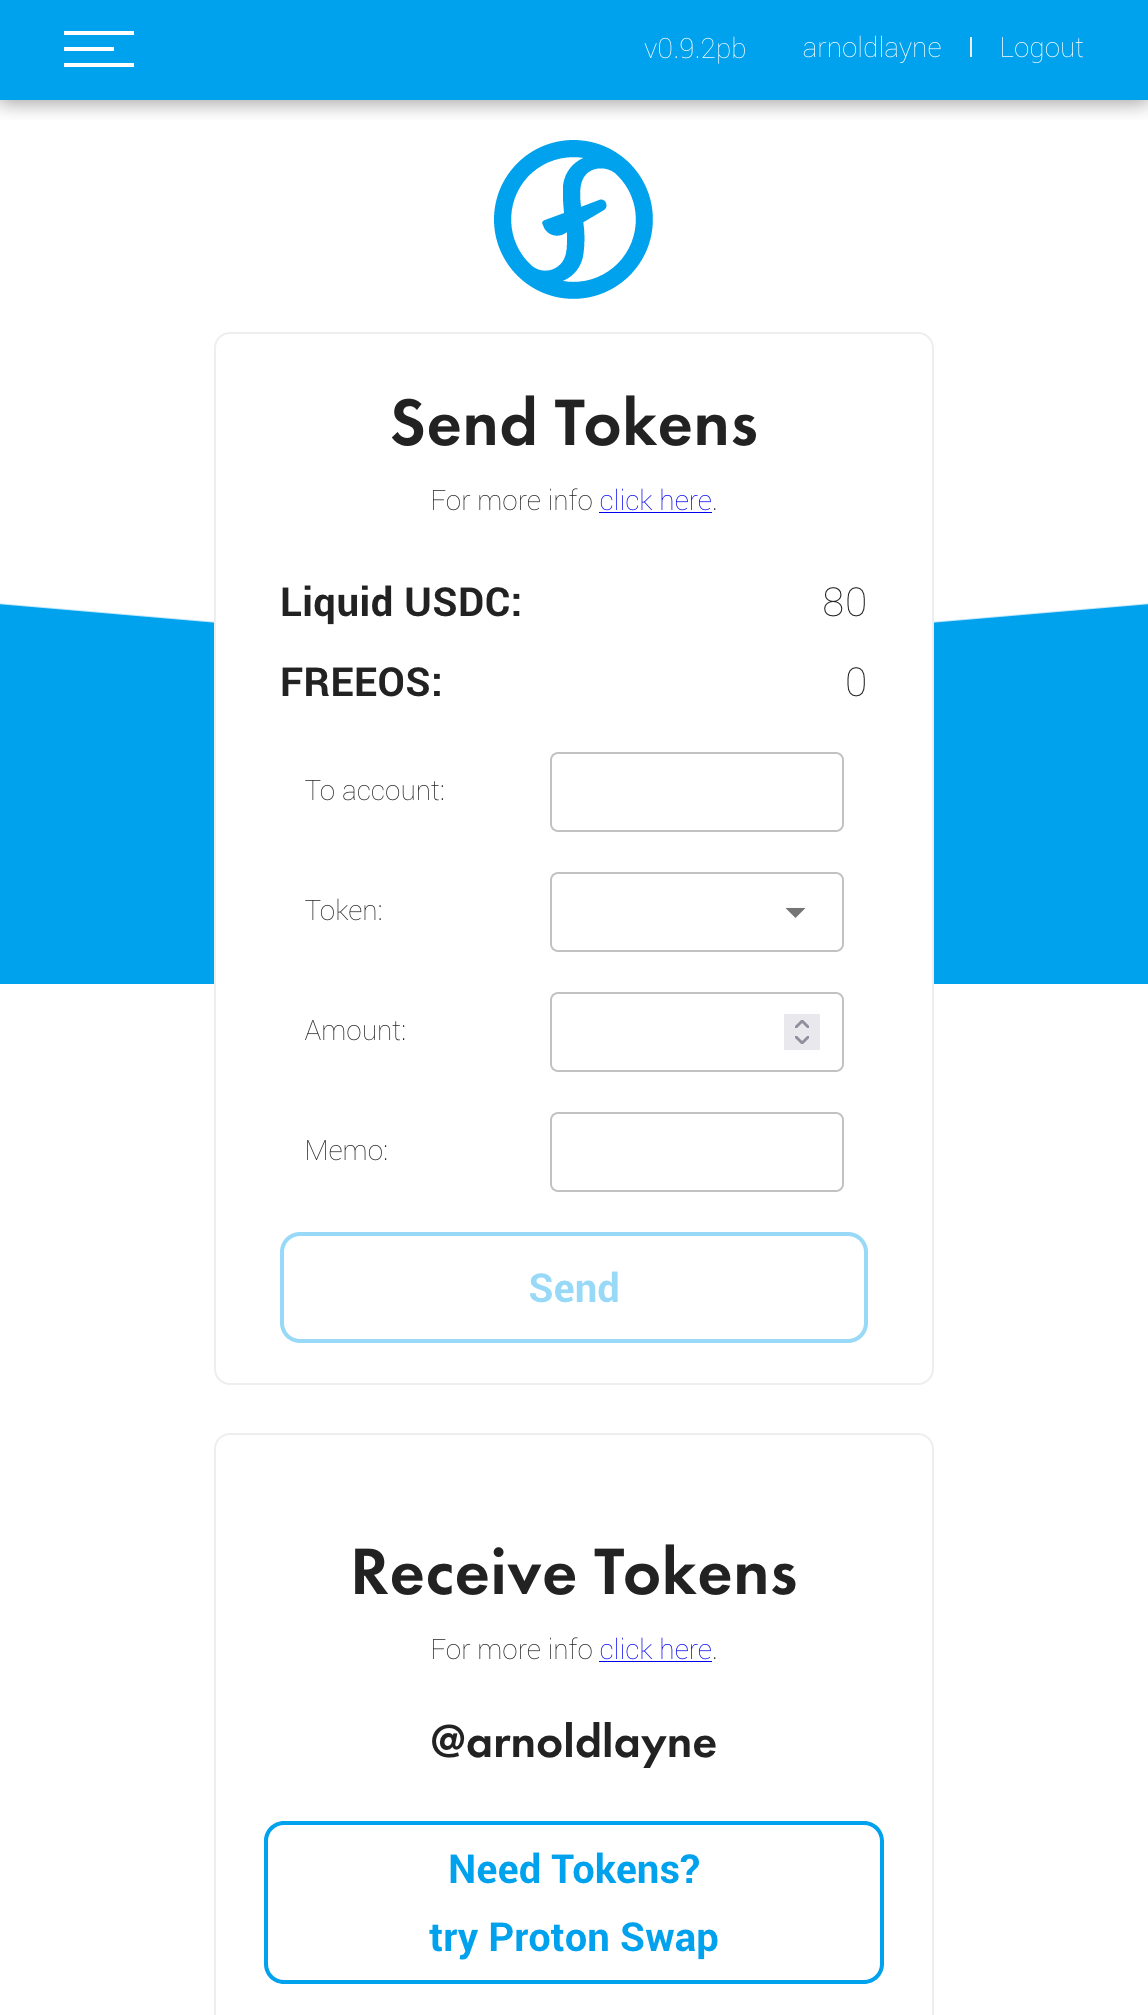 v0.9.2pb arnoldlayne | Logout
Send Tokens
For more info click here.
Liquid USDC: 80
FREEOS: 0
To account:
Token:
Amount:
Memo:
Send
Receive Tokens
For more info click here.
@arnoldlayne
Need Tokens?
try Proton Swap